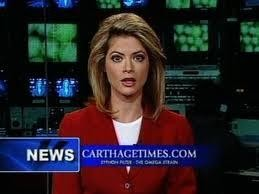 NEWS
CARTHAGETIMES.COM
SYPHON FILTER - THE OMEGA STRAIN